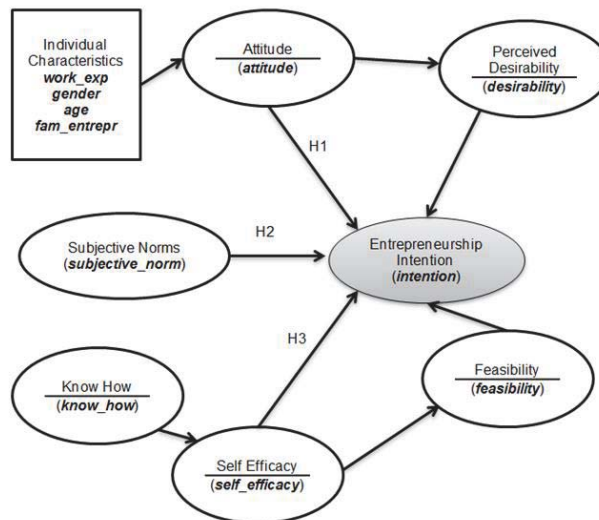 Individual
Characteristics
work_exp
gender
age
fam_entrepr
Attitude
(attitude)
Perceived
Desirability
(desirability)
H1
Subjective Norms
(subjective_norm)
H2
Entrepreneurship
Intention
(intention)
H3
Know How
(know_how)
Feasibility
(feasibility)
Self Efficacy
(self_efficacy)